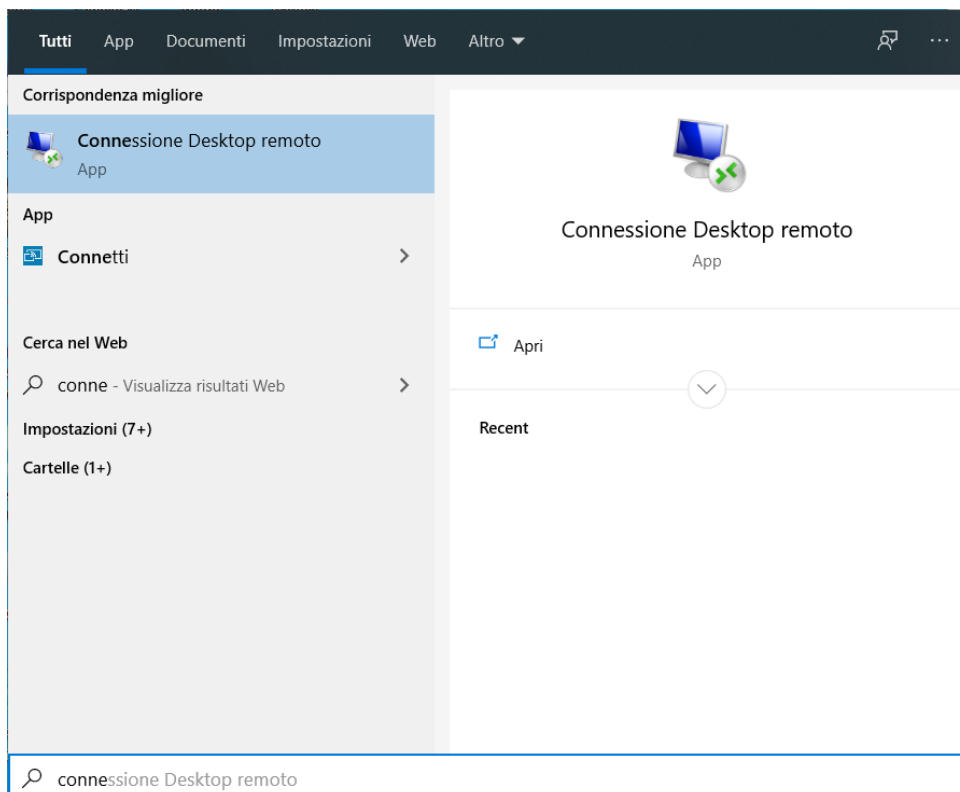 Tutti App Documenti Impostazioni Web Altro
Corrispondenza migliore
Connessione Desktop remoto
App
App
Connetti
Cerca nel Web
conne - Visualizza risultati Web
Impostazioni (7+)
Cartelle (1+)
Connessione Desktop remoto
App
Apri
Recent
connessione Desktop remoto